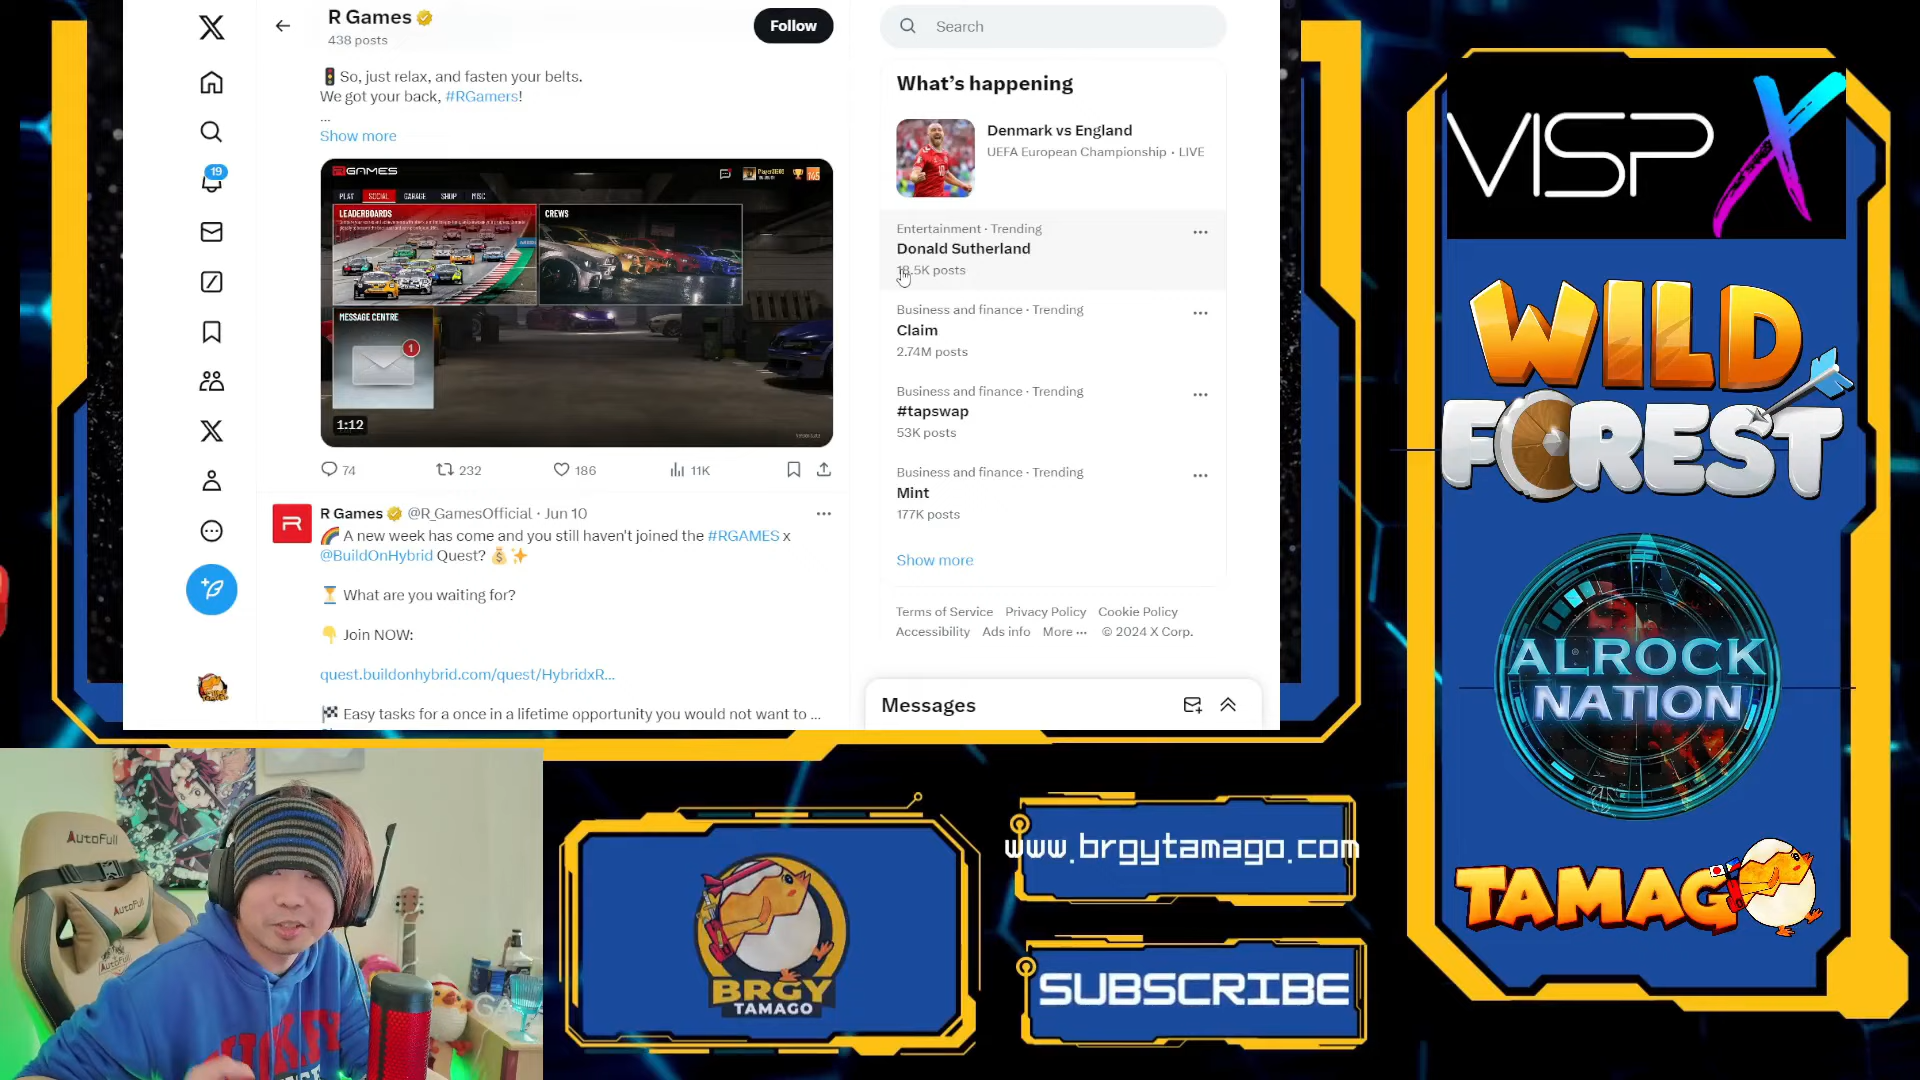 R Games
438 posts
Follow
🚦So, just relax, and fasten your belts.
We got your back, #RGamers!
...
Show more
GAMES
PLAY SOCIAL GARAGE SHOP MISC
LEADERBOARDS
CREWS
MESSAGE CENTRE
1
1:12
74
232
186
11K
R Games @R_GamesOfficial · Jun 10
🌈 A new week has come and you still haven't joined the #RGAMES x
@BuildOnHybrid Quest? 💰✨
⏳ What are you waiting for?
👇 Join NOW:
quest.buildonhybrid.com/quest/HybridxR...
🏁 Easy tasks for a once in a lifetime opportunity you would not want to ...
19
Search
What's happening
Denmark vs England
UEFA European Championship · LIVE
Entertainment · Trending
Donald Sutherland
18.5K posts
Business and finance · Trending
Claim
2.74M posts
Business and finance · Trending
#tapswap
53K posts
Business and finance · Trending
Mint
177K posts
Show more
Terms of Service Privacy Policy Cookie Policy
Accessibility Ads info More ··· © 2024 X Corp.
Messages
VISPX
WILD
FOREST
ALROCK
NATION
TAMAGO
AutoFull
AutoFull
AutoFull
BRGY
TAMAGO
www.brgytamago.com
SUBSCRIBE